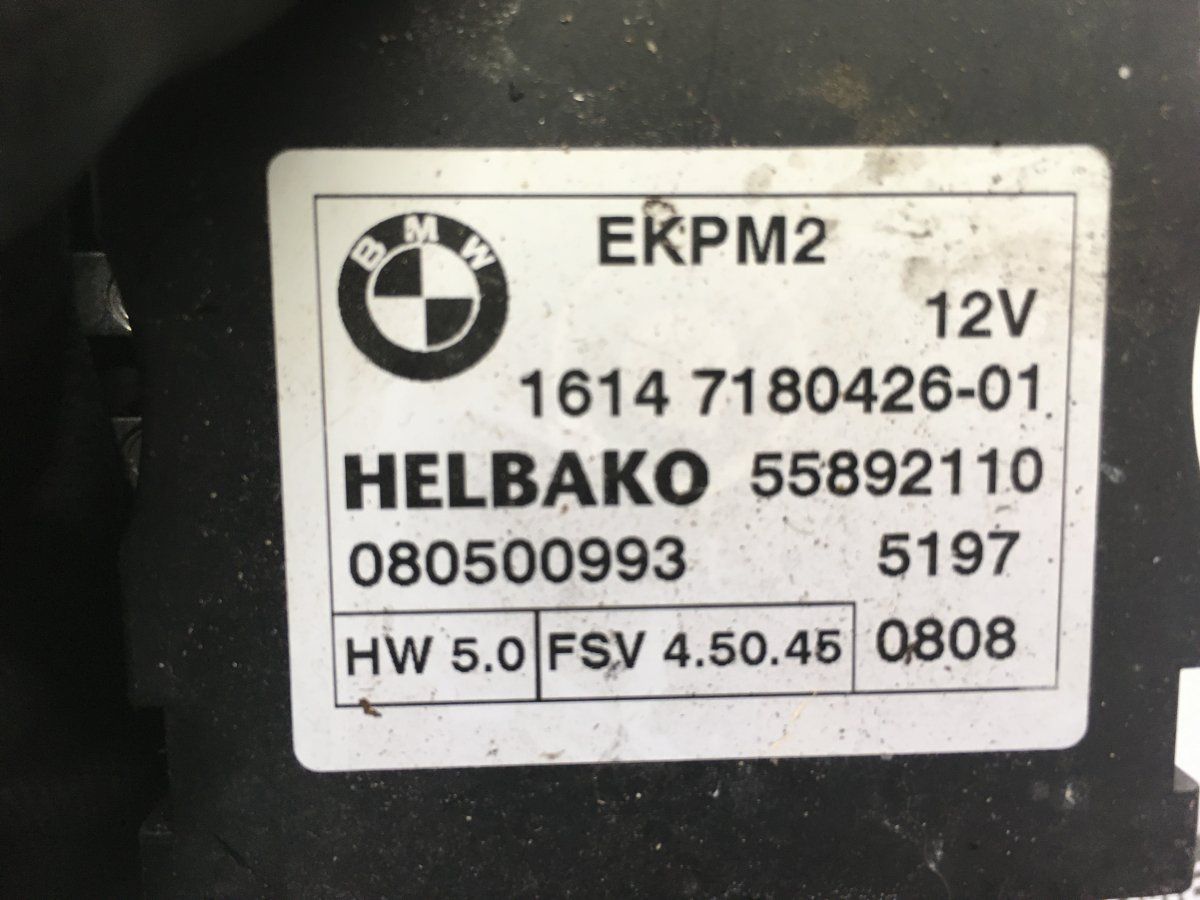 BMW
EKPM2
12V
1614 7180426-01
HELBAKO 55892110
080500993 5197
HW 5.0 FSV 4.50.45 0808